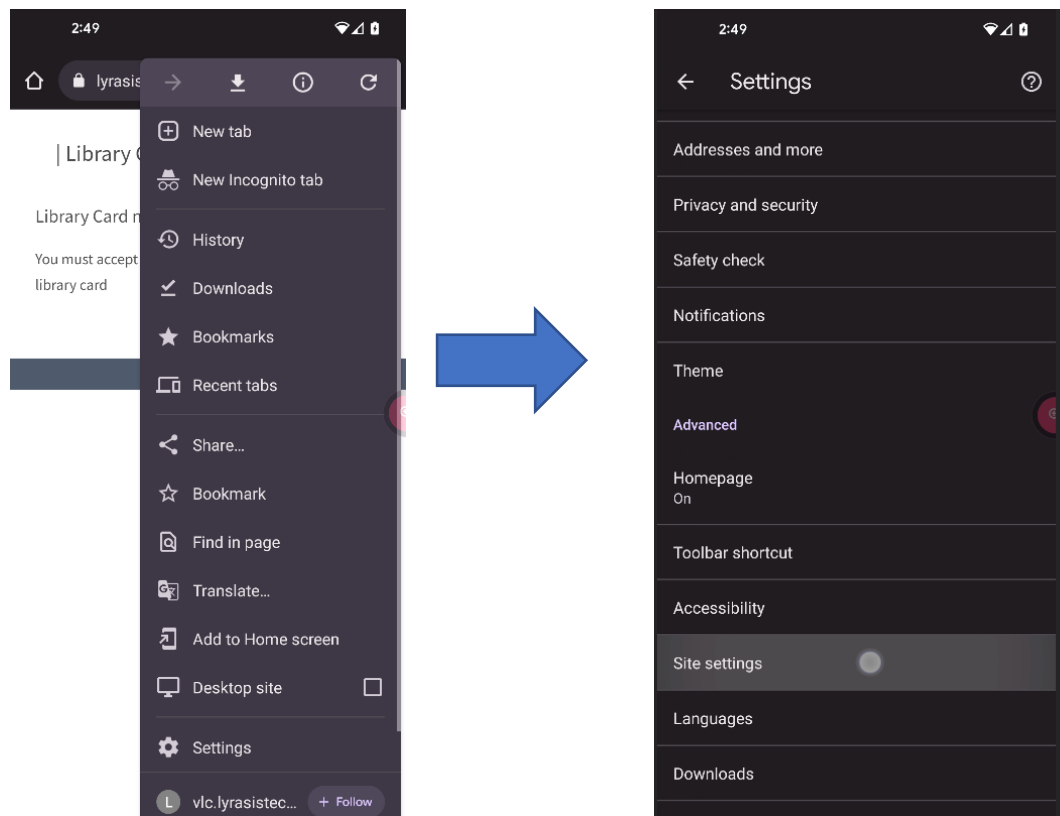 2:49
lyrasis
| Library
Library Card
You must accept
library card
New tab
New Incognito tab
History
Downloads
Bookmarks
Recent tabs
Share...
Bookmark
Find in page
Translate...
Add to Home screen
Desktop site
Settings
L vlc.lyrasistec... + Follow
2:49
Settings
Addresses and more
Privacy and security
Safety check
Notifications
Theme
Advanced
Homepage
On
Toolbar shortcut
Accessibility
Site settings
Languages
Downloads